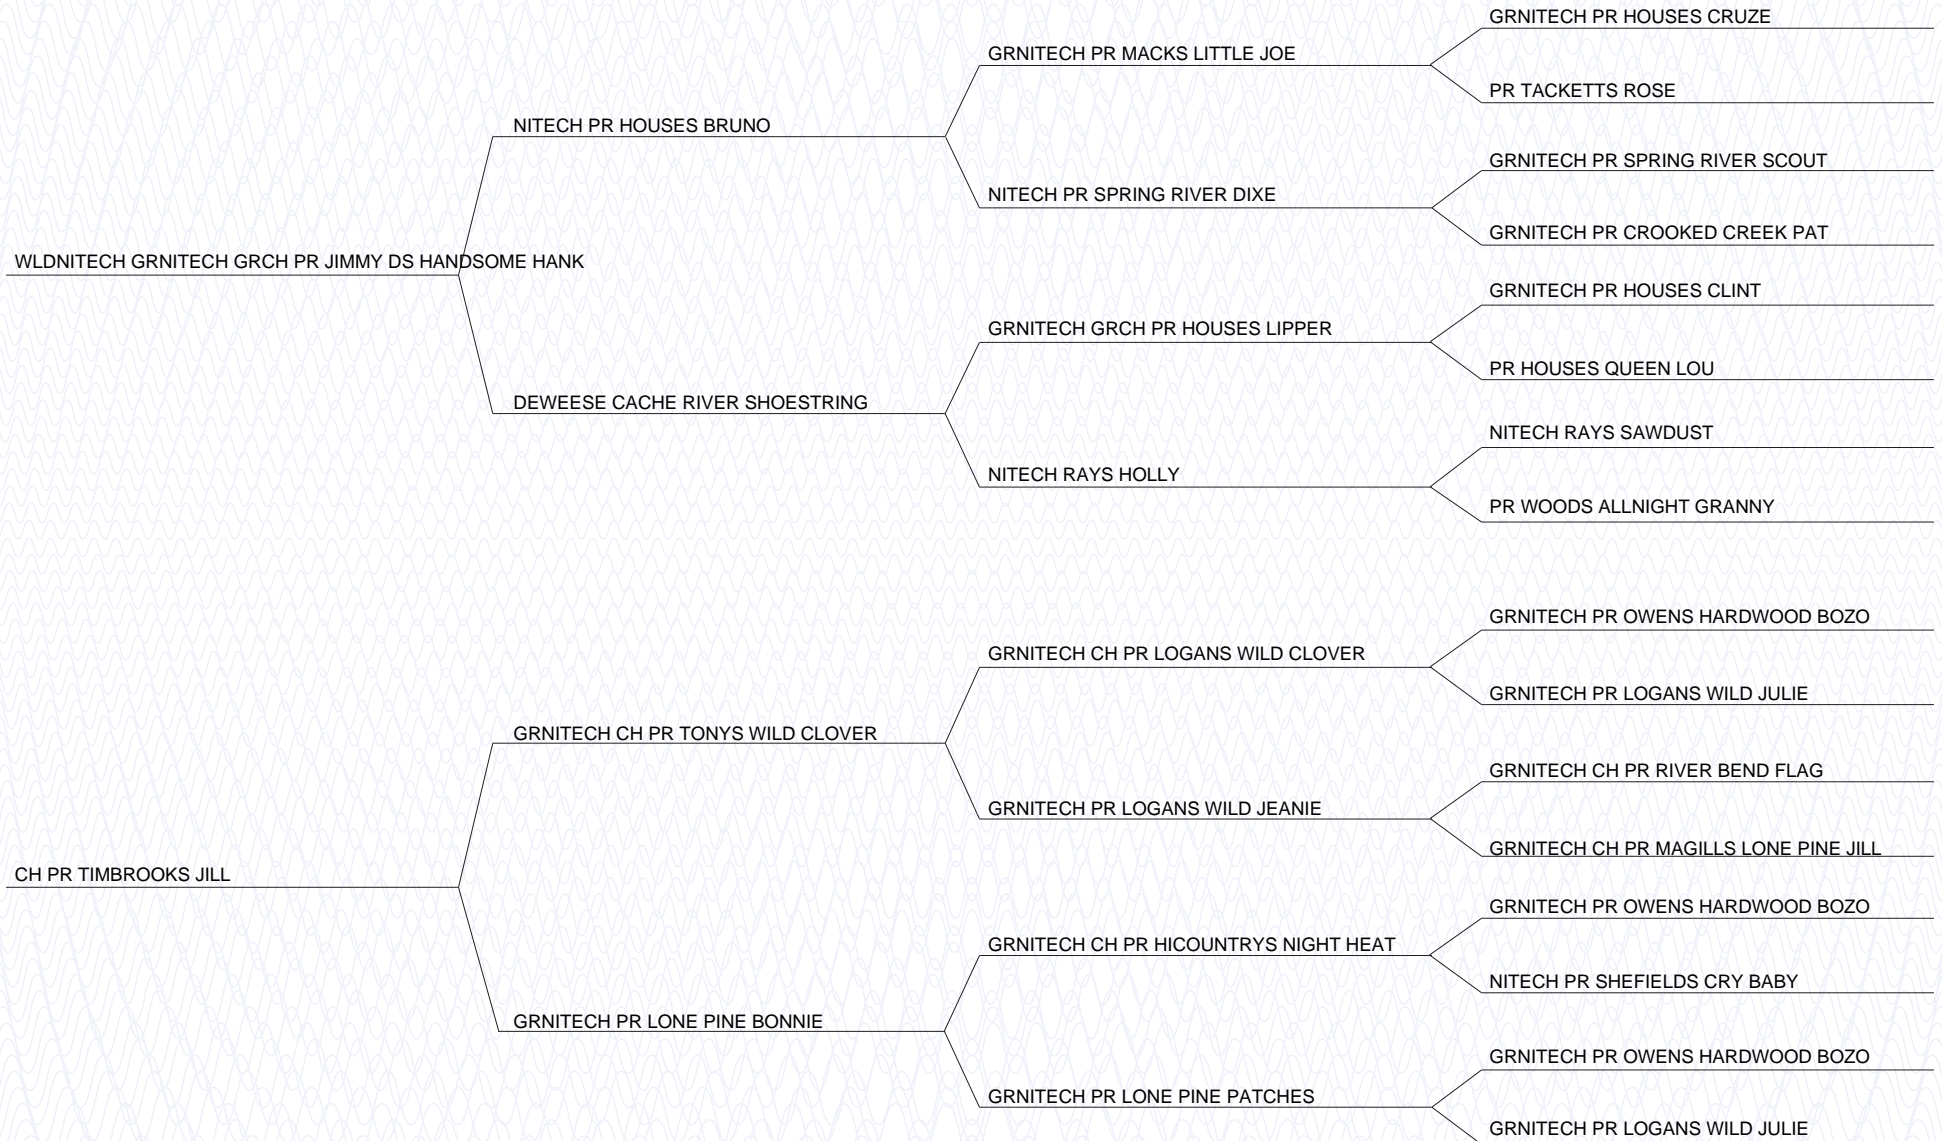 GRNITECH PR HOUSES CRUZE
GRNITECH PR MACKS LITTLE JOE
PR TACKETTS ROSE
NITECH PR HOUSES BRUNO
GRNITECH PR SPRING RIVER SCOUT
NITECH PR SPRING RIVER DIXE
GRNITECH PR CROOKED CREEK PAT
WLDNITECH GRNITECH GRCH PR JIMMY DS HANDSOME HANK
GRNITECH PR HOUSES CLINT
GRNITECH GRCH PR HOUSES LIPPER
PR HOUSES QUEEN LOU
DEWEESE CACHE RIVER SHOESTRING
NITECH RAYS SAWDUST
NITECH RAYS HOLLY
PR WOODS ALLNIGHT GRANNY
GRNITECH PR OWENS HARDWOOD BOZO
GRNITECH CH PR LOGANS WILD CLOVER
GRNITECH PR LOGANS WILD JULIE
GRNITECH CH PR TONYS WILD CLOVER
GRNITECH CH PR RIVER BEND FLAG
GRNITECH PR LOGANS WILD JEANIE
GRNITECH CH PR MAGILLS LONE PINE JILL
CH PR TIMBROOKS JILL
GRNITECH PR OWENS HARDWOOD BOZO
GRNITECH CH PR HICOUNTRYS NIGHT HEAT
NITECH PR SHEFIELDS CRY BABY
GRNITECH PR LONE PINE BONNIE
GRNITECH PR OWENS HARDWOOD BOZO
GRNITECH PR LONE PINE PATCHES
GRNITECH PR LOGANS WILD JULIE